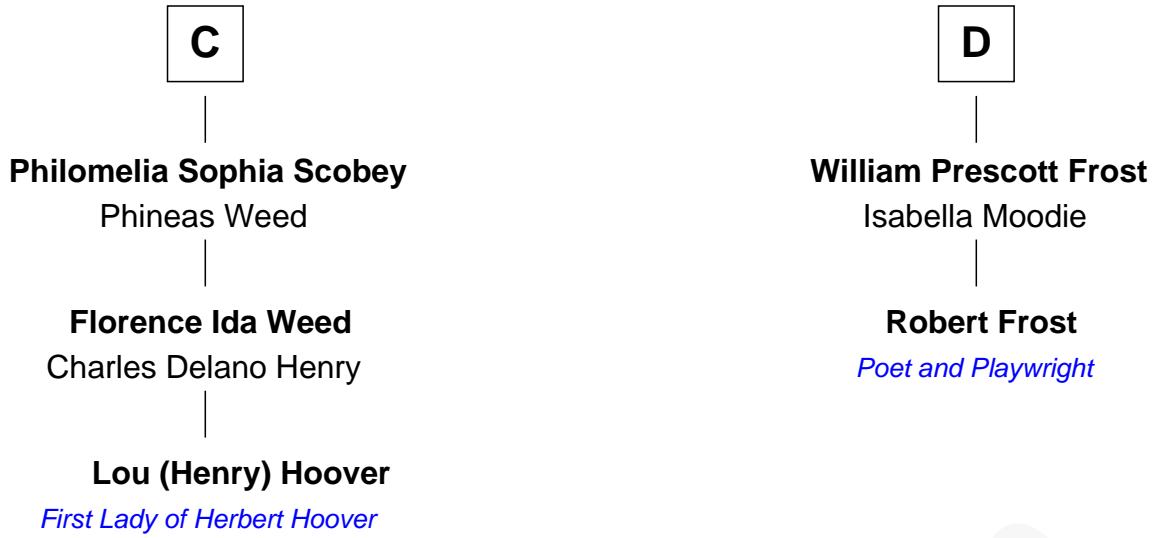 C
Philomelia Sophia Scobey
Phineas Weed
Florence Ida Weed
Charles Delano Henry
Lou (Henry) Hoover
First Lady of Herbert Hoover
D
William Prescott Frost
Isabella Moodie
Robert Frost
Poet and Playwright